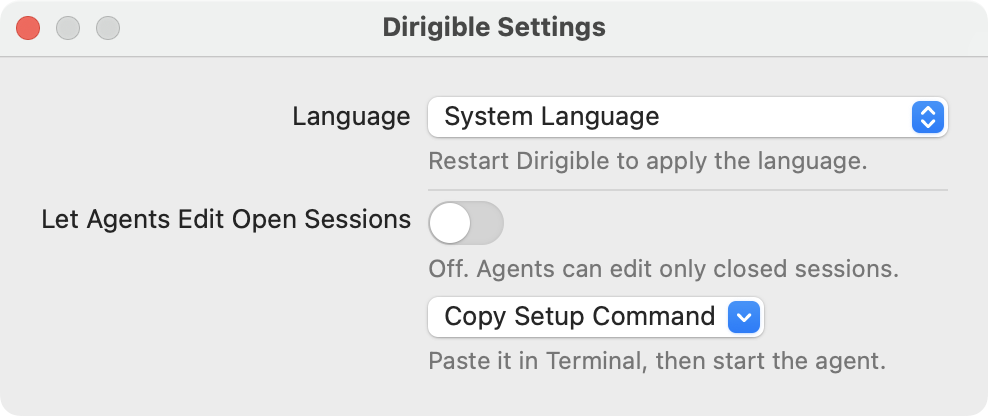 Dirigible Settings
Language
System Language
Restart Dirigible to apply the language.
Let Agents Edit Open Sessions
Off. Agents can edit only closed sessions.
Copy Setup Command
Paste it in Terminal, then start the agent.